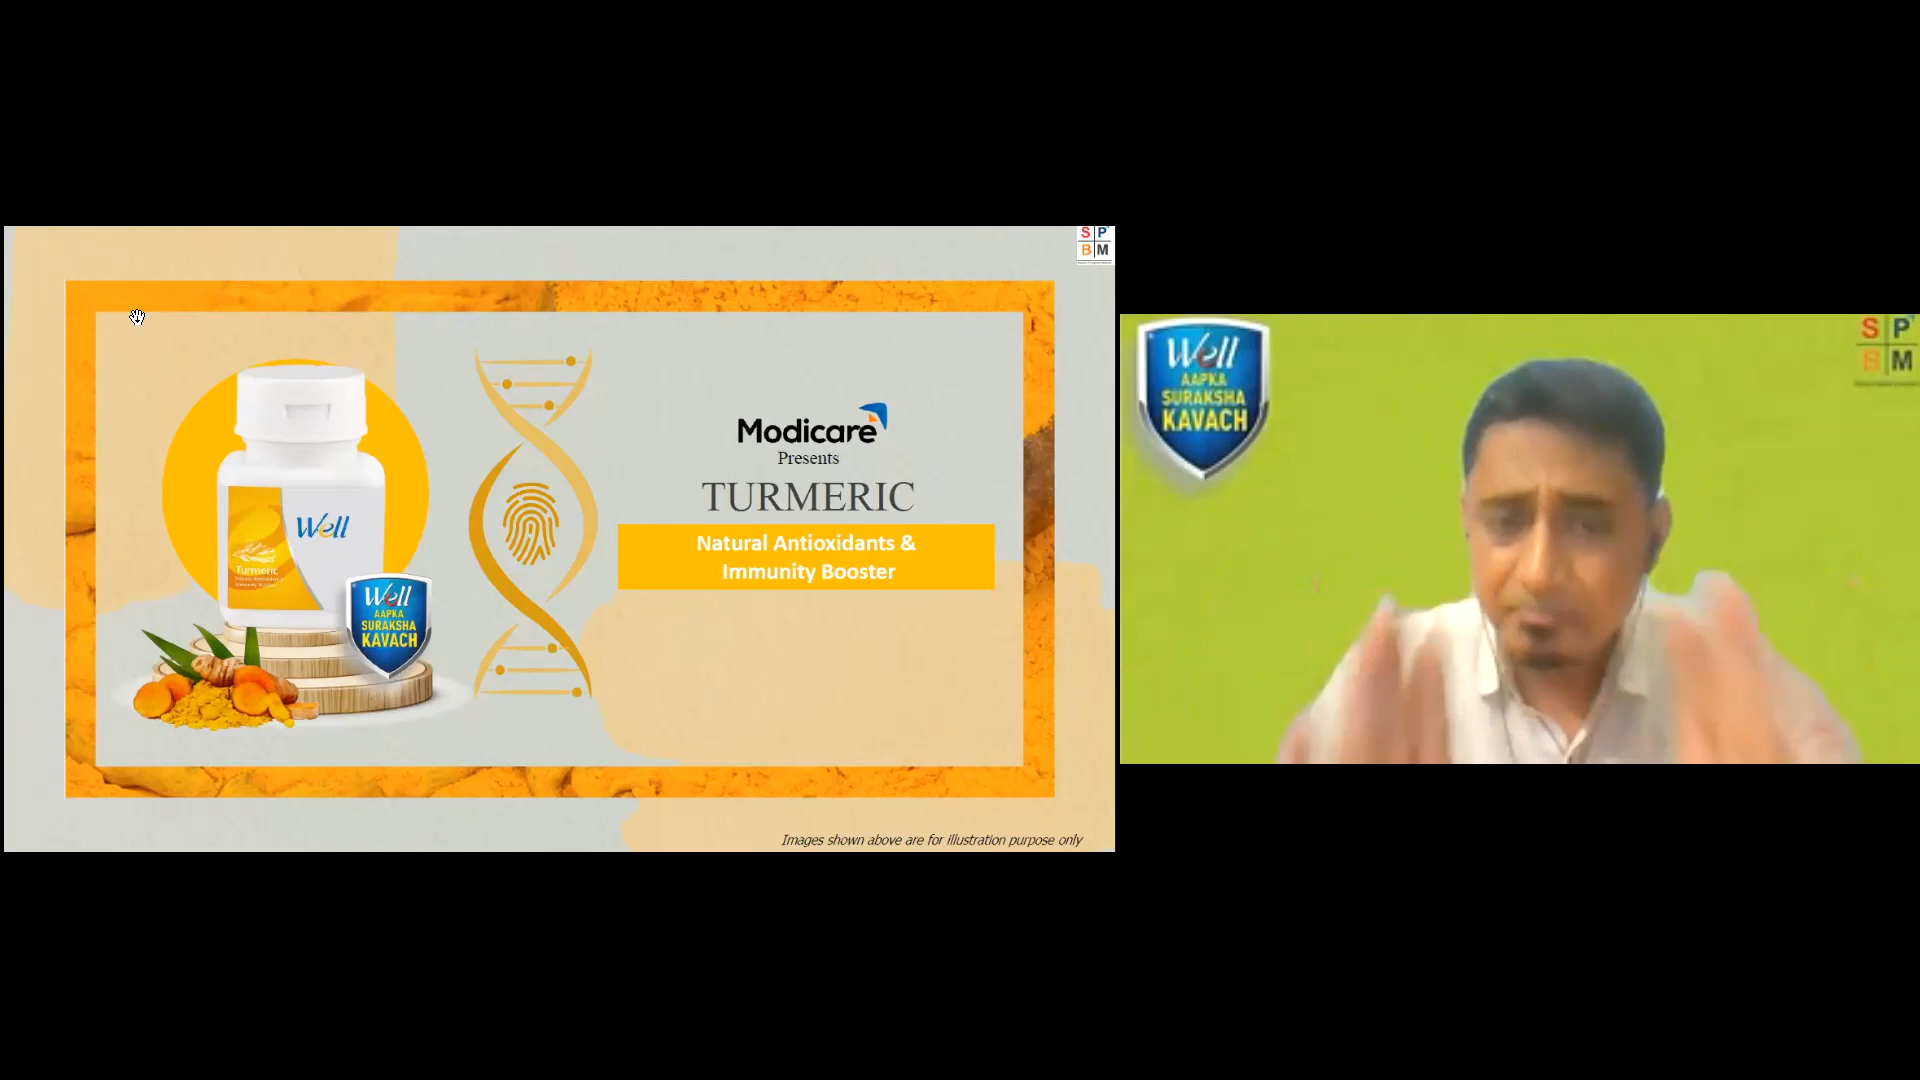 S P
B M
Modicare
Presents
TURMERIC
Natural Antioxidants &
Immunity Booster
Well
Turmeric
Well
AAPKA
SURAKSHA
KAVACH
Images shown above are for illustration purpose only
Well
AAPKA
SURAKSHA
KAVACH
S P
B M